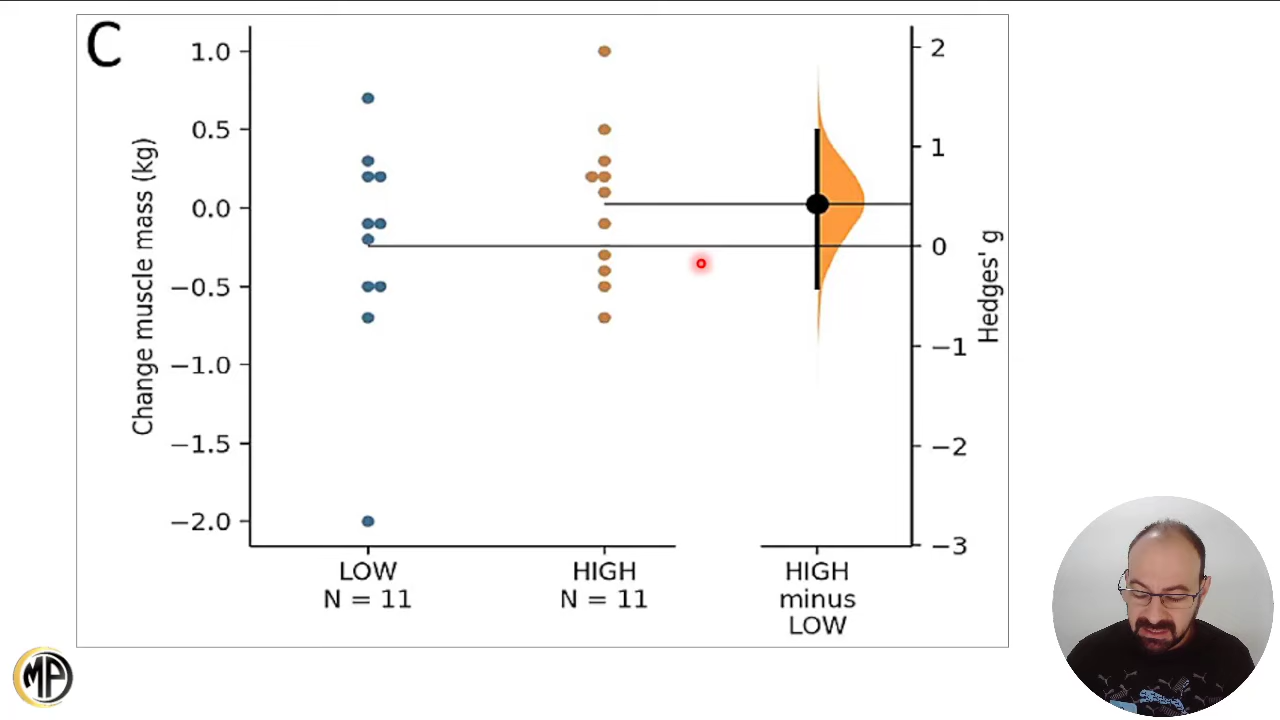 C
Change muscle mass (kg)
1.0
0.5
0.0
−0.5
−1.0
−1.5
−2.0
LOW
N = 11
HIGH
N = 11
HIGH
minus
LOW
2
1
0
−1
−2
−3
Hedges' g
MP